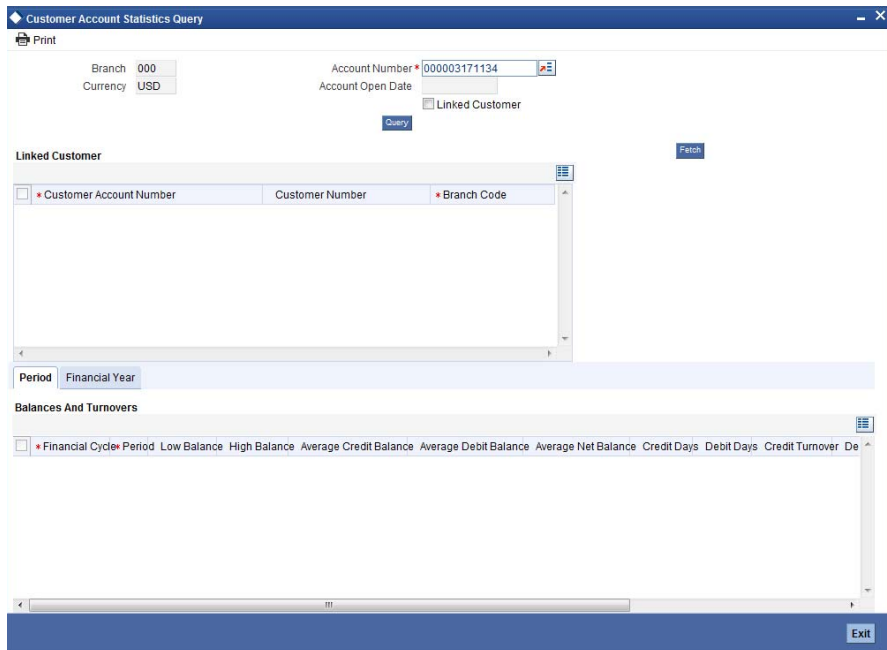 Customer Account Statistics Query
Print
Branch 000 Account Number * 000003171134
Currency USD Account Open Date
Linked Customer
Query
Fetch
Linked Customer
* Customer Account Number Customer Number * Branch Code
Period Financial Year
Balances And Turnovers
* Financial Cycle * Period Low Balance High Balance Average Credit Balance Average Debit Balance Average Net Balance Credit Days Debit Days Credit Turnover De
Exit